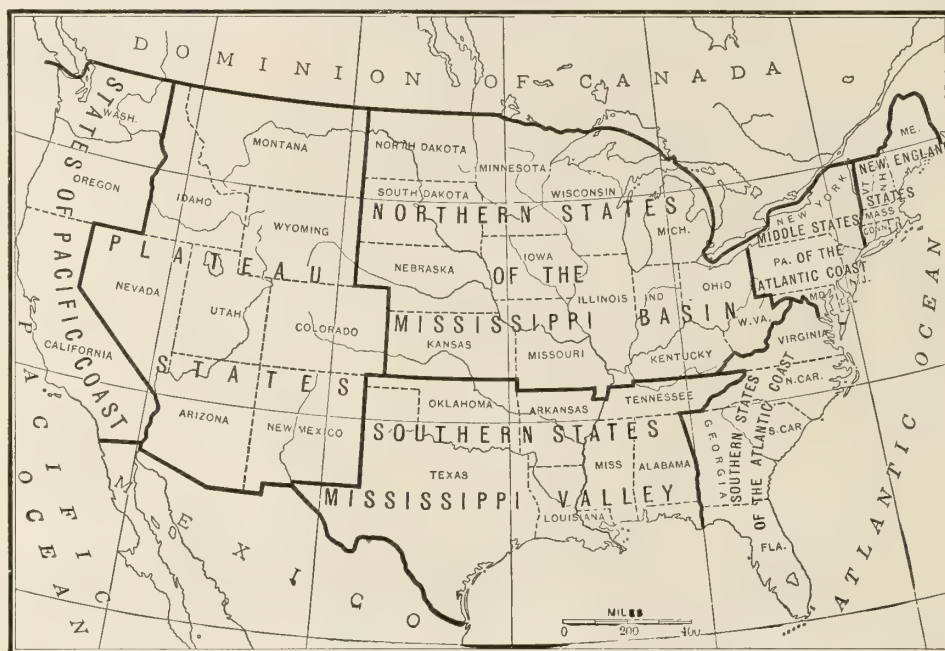 DOMINION OF CANADA
STATES OF PACIFIC COAST
WASH.
OREGON
CALIFORNIA
PLATEAU
STATES
MONTANA
IDAHO
WYOMING
NEVADA
UTAH
COLORADO
ARIZONA
NEW MEXICO
NORTHERN STATES
OF THE
MISSISSIPPI BASIN
NORTH DAKOTA
MINNESOTA
SOUTH DAKOTA
WISCONSIN
MICH.
NEBRASKA
IOWA
ILLINOIS
IND
OHIO
KANSAS
MISSOURI
KENTUCKY
W.VA.
SOUTHERN STATES
MISSISSIPPI VALLEY
OKLAHOMA
ARKANSAS
TENNESSEE
TEXAS
LOUISIANA
MISS
ALABAMA
NEW ENGLAND
STATES
ME.
VT
N.H.
MASS
CONN
NEW YORK
MIDDLE STATES
PA. OF THE
ATLANTIC COAST
MD.
N.J.
SOUTHERN STATES
OF THE ATLANTIC COAST
VIRGINIA
N.CAR.
S.CAR
GEORGIA
FLA.
PACIFIC
OCEAN
MEXICO
ATLANTIC OCEAN
MILES
0 200 400